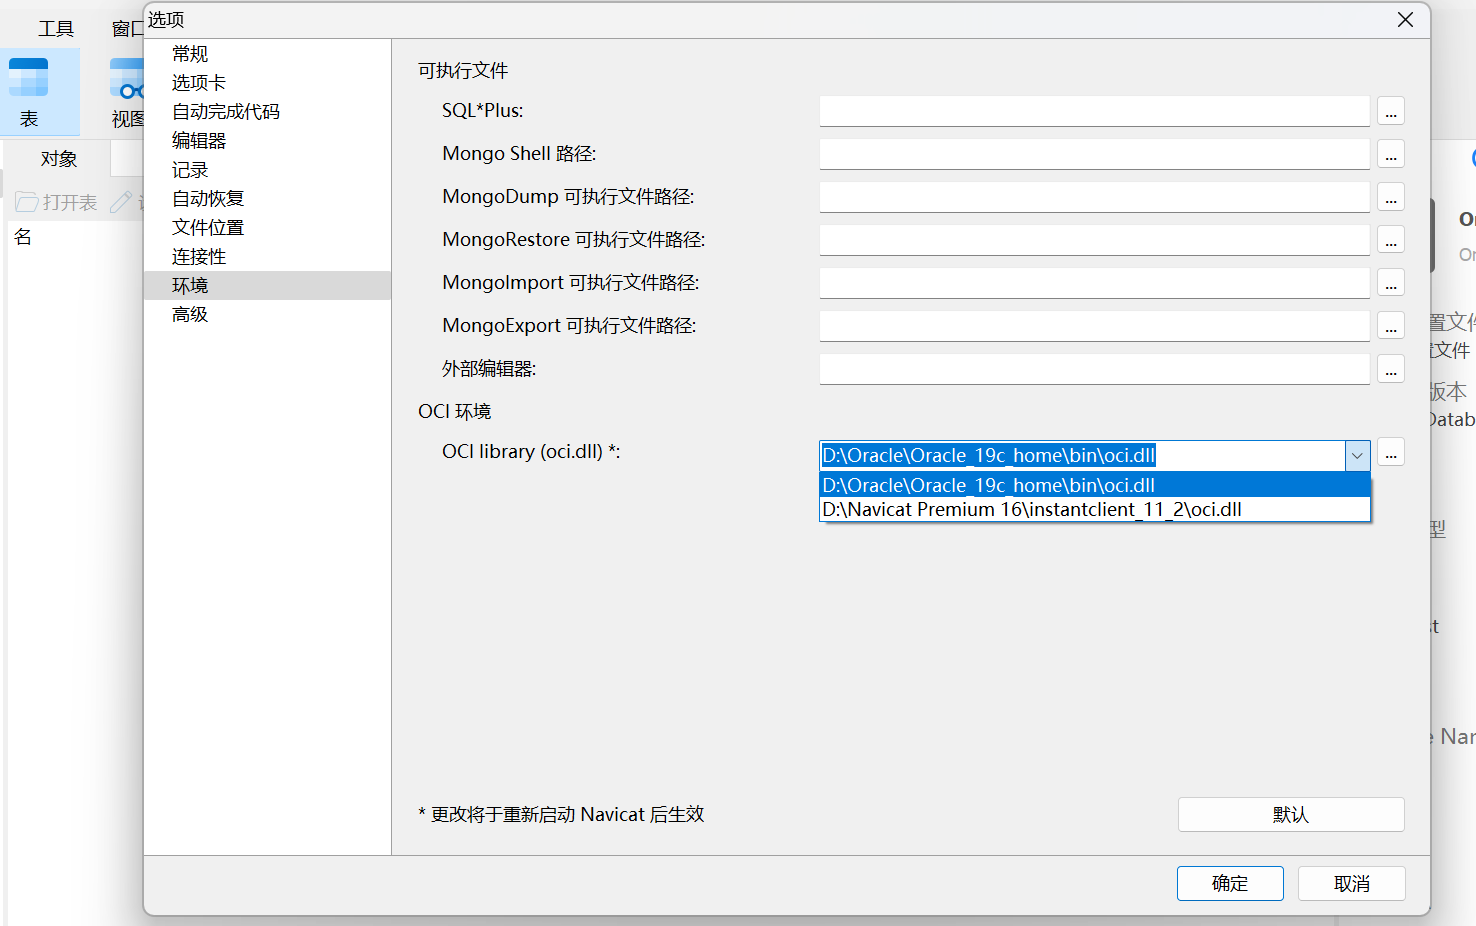 选项
工具
窗口
表
视图
对象
打开表
名
常规
选项卡
自动完成代码
编辑器
记录
自动恢复
文件位置
连接性
环境
高级
可执行文件
SQL*Plus:
...
Mongo Shell 路径:
...
MongoDump 可执行文件路径:
...
MongoRestore 可执行文件路径:
...
MongoImport 可执行文件路径:
...
MongoExport 可执行文件路径:
...
外部编辑器:
...
OCI 环境
OCI library (oci.dll) *:
D:\Oracle\Oracle_19c_home\bin\oci.dll
...
D:\Oracle\Oracle_19c_home\bin\oci.dll
D:\Navicat Premium 16\instantclient_11_2\oci.dll
* 更改将于重新启动 Navicat 后生效
默认
确定
取消
置文件
文件
版本
Datab
型
st
e Nar